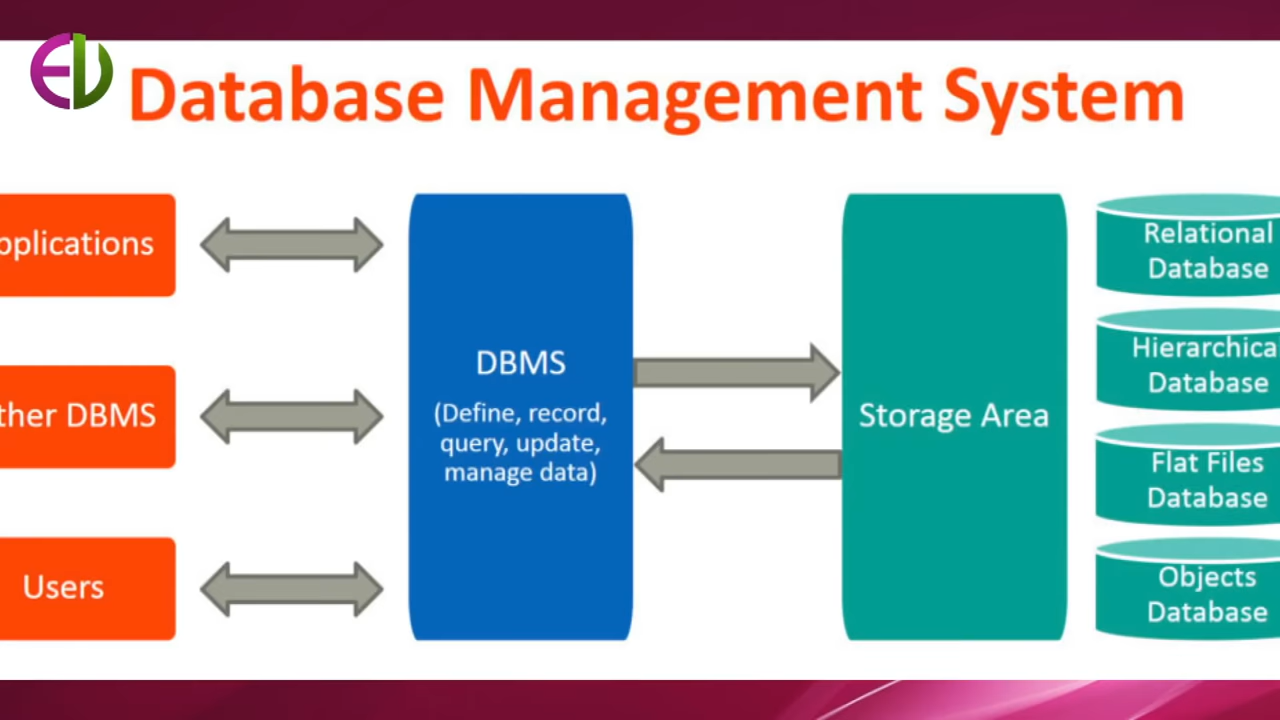 EV
Database Management System
pplications
ther DBMS
Users
DBMS
(Define, record,
query, update,
manage data)
Storage Area
Relational
Database
Hierarchica
Database
Flat Files
Database
Objects
Database